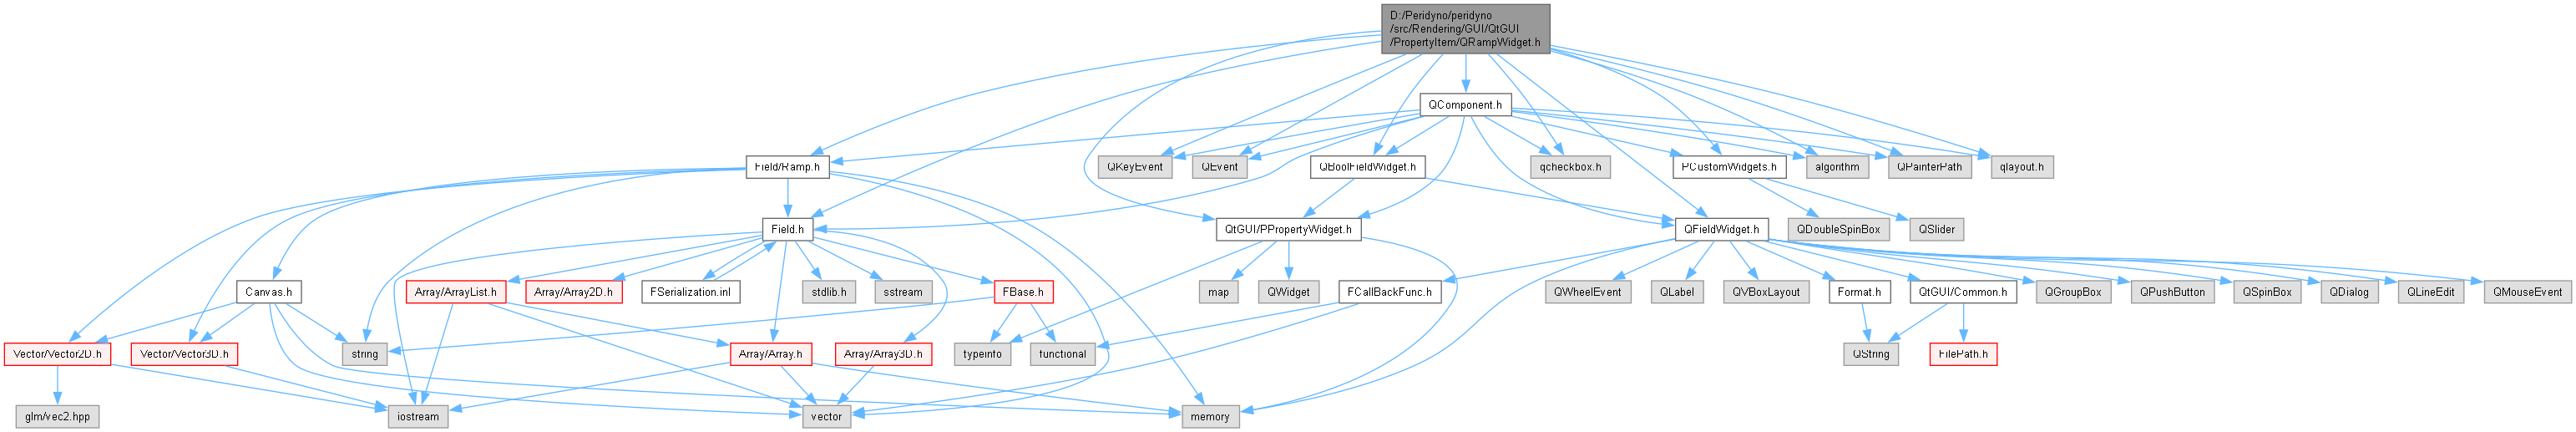 D:/Peridyno/peridyno
/src/Rendering/GUI/QtGUI
/PropertyItem/QRampWidget.h
QComponent.h
Field/Ramp.h
QKeyEvent
QEvent
QBoolFieldWidget.h
qcheckbox.h
PCustomWidgets.h
algorithm
QPainterPath
qlayout.h
Field.h
QtGUI/PPropertyWidget.h
QFieldWidget.h
QDoubleSpinBox
QSlider
Canvas.h
Array/ArrayList.h
Array/Array2D.h
FSerialization.inl
stdlib.h
sstream
FBase.h
map
QWidget
FCallBackFunc.h
QWheelEvent
QLabel
QVBoxLayout
Format.h
QtGUI/Common.h
QGroupBox
QPushButton
QSpinBox
QDialog
QLineEdit
QMouseEvent
Vector/Vector2D.h
Vector/Vector3D.h
string
Array/Array.h
Array/Array3D.h
typeinfo
functional
QString
FilePath.h
glm/vec2.hpp
iostream
vector
memory